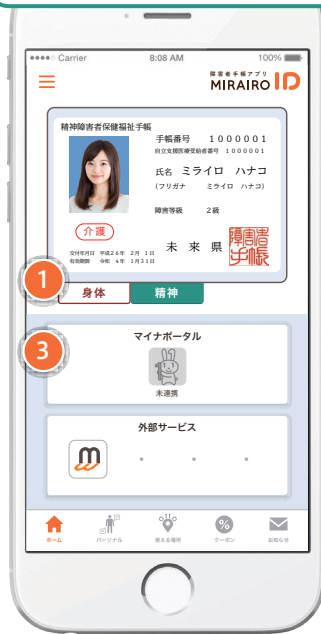 Carrier 8:08 AM 100%
障害者手帳アプリ
MIRAIRO ID
精神障害者保健福祉手帳
手帳番号 1000001
自立支援医療受給者番号 1000001
氏名 ミライロ ハナコ
(フリガナ ミライロ ハナコ)
障害等級 2級
介護
交付年月日 平成26年 2月 1日
有効期限 令和 4年 1月31日
未来県
障害者手帳
1
身体 精神
3
マイナポータル
未連携
外部サービス
m
ホーム パーソナル 使える場所 クーポン お知らせ